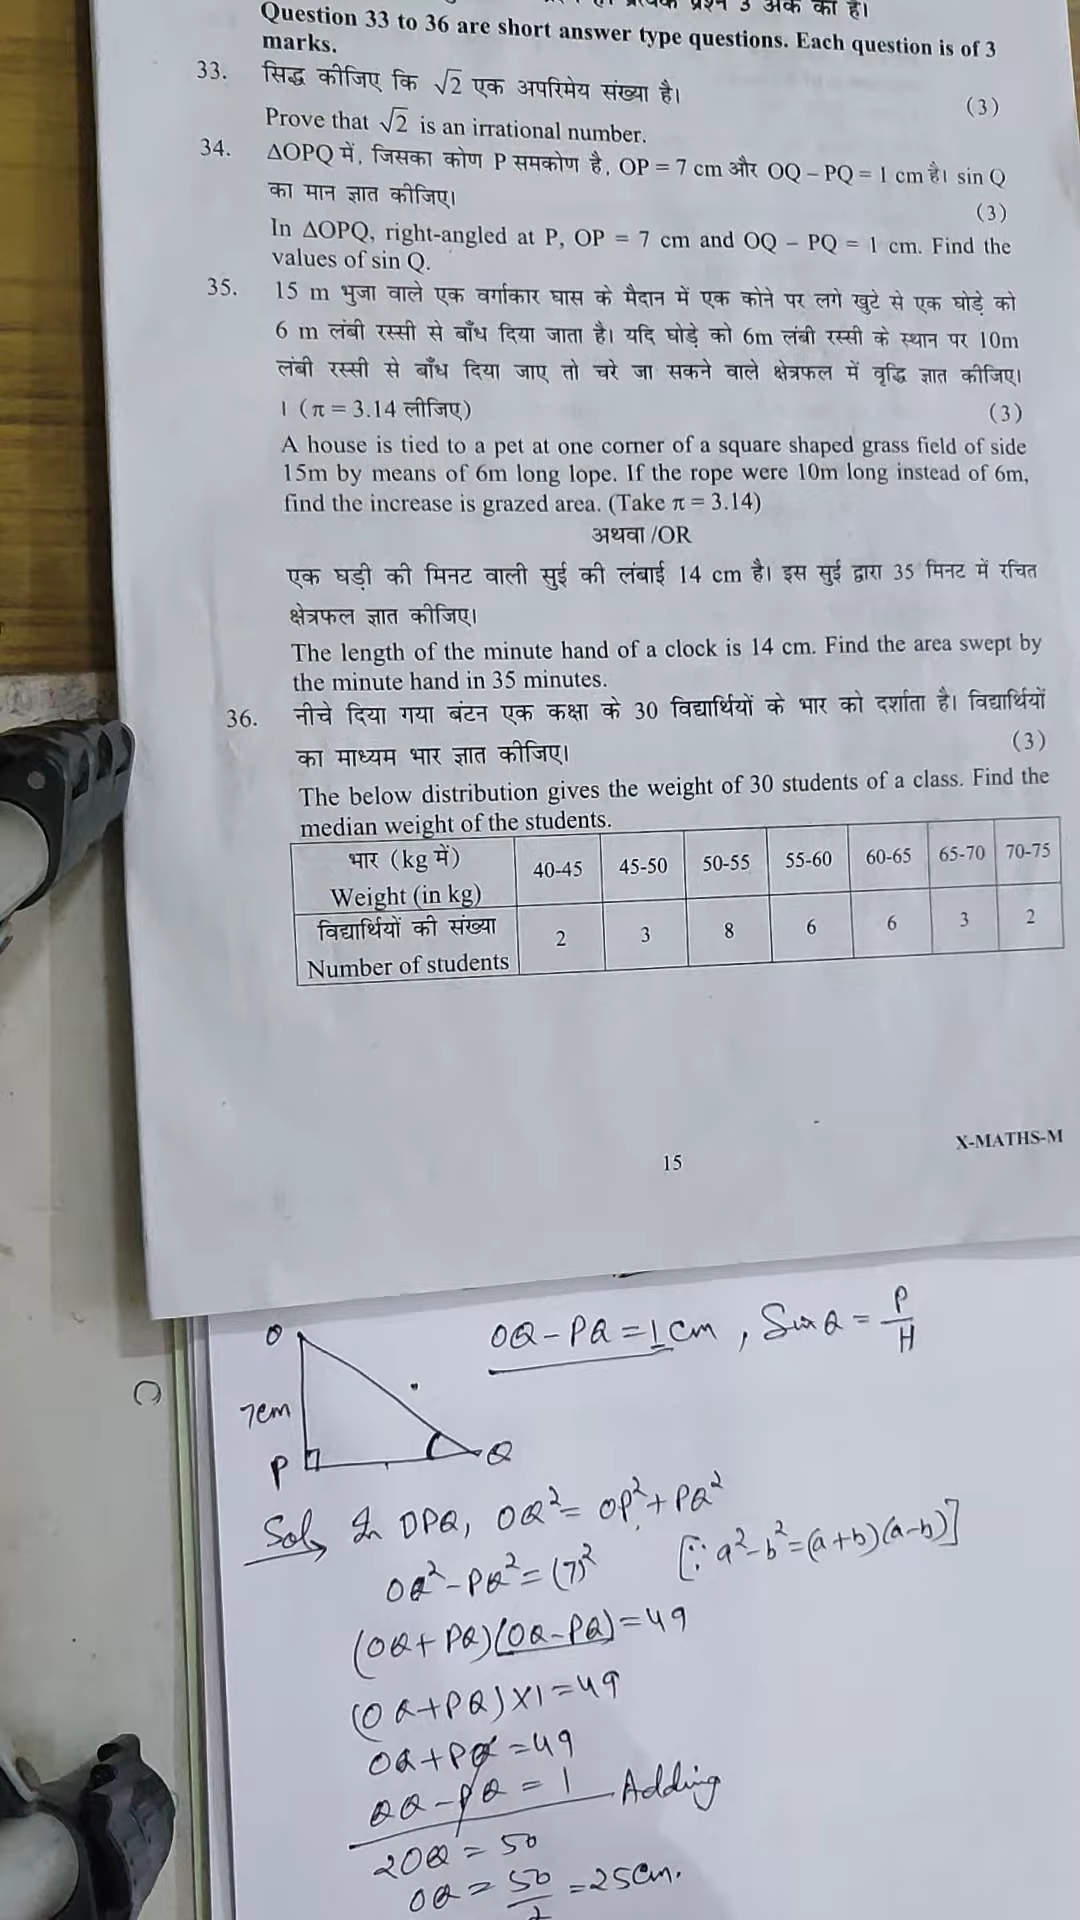 प्रत्येक प्रश्न 3 अंक का है।
Question 33 to 36 are short answer type questions. Each question is of 3
marks.
33. सिद्ध कीजिए कि √2 एक अपरिमेय संख्या है।
(3)
Prove that √2 is an irrational number.
34. ΔOPQ में, जिसका कोण P समकोण है, OP = 7 cm और OQ – PQ = 1 cm है। sin Q
का मान ज्ञात कीजिए।
(3)
In ΔOPQ, right-angled at P, OP = 7 cm and OQ – PQ = 1 cm. Find the
values of sin Q.
35. 15 m भुजा वाले एक वर्गाकार घास के मैदान में एक कोने पर लगे खुटे से एक घोड़े को
6 m लंबी रस्सी से बाँध दिया जाता है। यदि घोड़े को 6m लंबी रस्सी के स्थान पर 10m
लंबी रस्सी से बाँध दिया जाए तो चरे जा सकने वाले क्षेत्रफल में वृद्धि ज्ञात कीजिए।
। (π = 3.14 लीजिए) (3)
A house is tied to a pet at one corner of a square shaped grass field of side
15m by means of 6m long lope. If the rope were 10m long instead of 6m,
find the increase is grazed area. (Take π = 3.14)
अथवा /OR
एक घड़ी की मिनट वाली सुई की लंबाई 14 cm है। इस सुई द्वारा 35 मिनट में रचित
क्षेत्रफल ज्ञात कीजिए।
The length of the minute hand of a clock is 14 cm. Find the area swept by
the minute hand in 35 minutes.
36. नीचे दिया गया बंटन एक कक्षा के 30 विद्यार्थियों के भार को दर्शाता है। विद्यार्थियों
का माध्यम भार ज्ञात कीजिए।
(3)
The below distribution gives the weight of 30 students of a class. Find the
median weight of the students.
भार (kg में)
Weight (in kg) 40-45 45-50 50-55 55-60 60-65 65-70 70-75
विद्यार्थियों की संख्या
Number of students 2 3 8 6 6 3 2
X-MATHS-M
15
O
OQ – PQ = 1 cm, Sin Q = P/H
7cm
P Q
Sol, In OPQ, OQ² = OP² + PQ²
OQ² – PQ² = (7)² [∵ a² – b² = (a+b)(a-b)]
(OQ + PQ)(OQ – PQ) = 49
(OQ + PQ) × 1 = 49
OQ + PQ = 49
OQ – PQ = 1 Adding
2OQ = 50
OQ = 50/2 = 25cm.